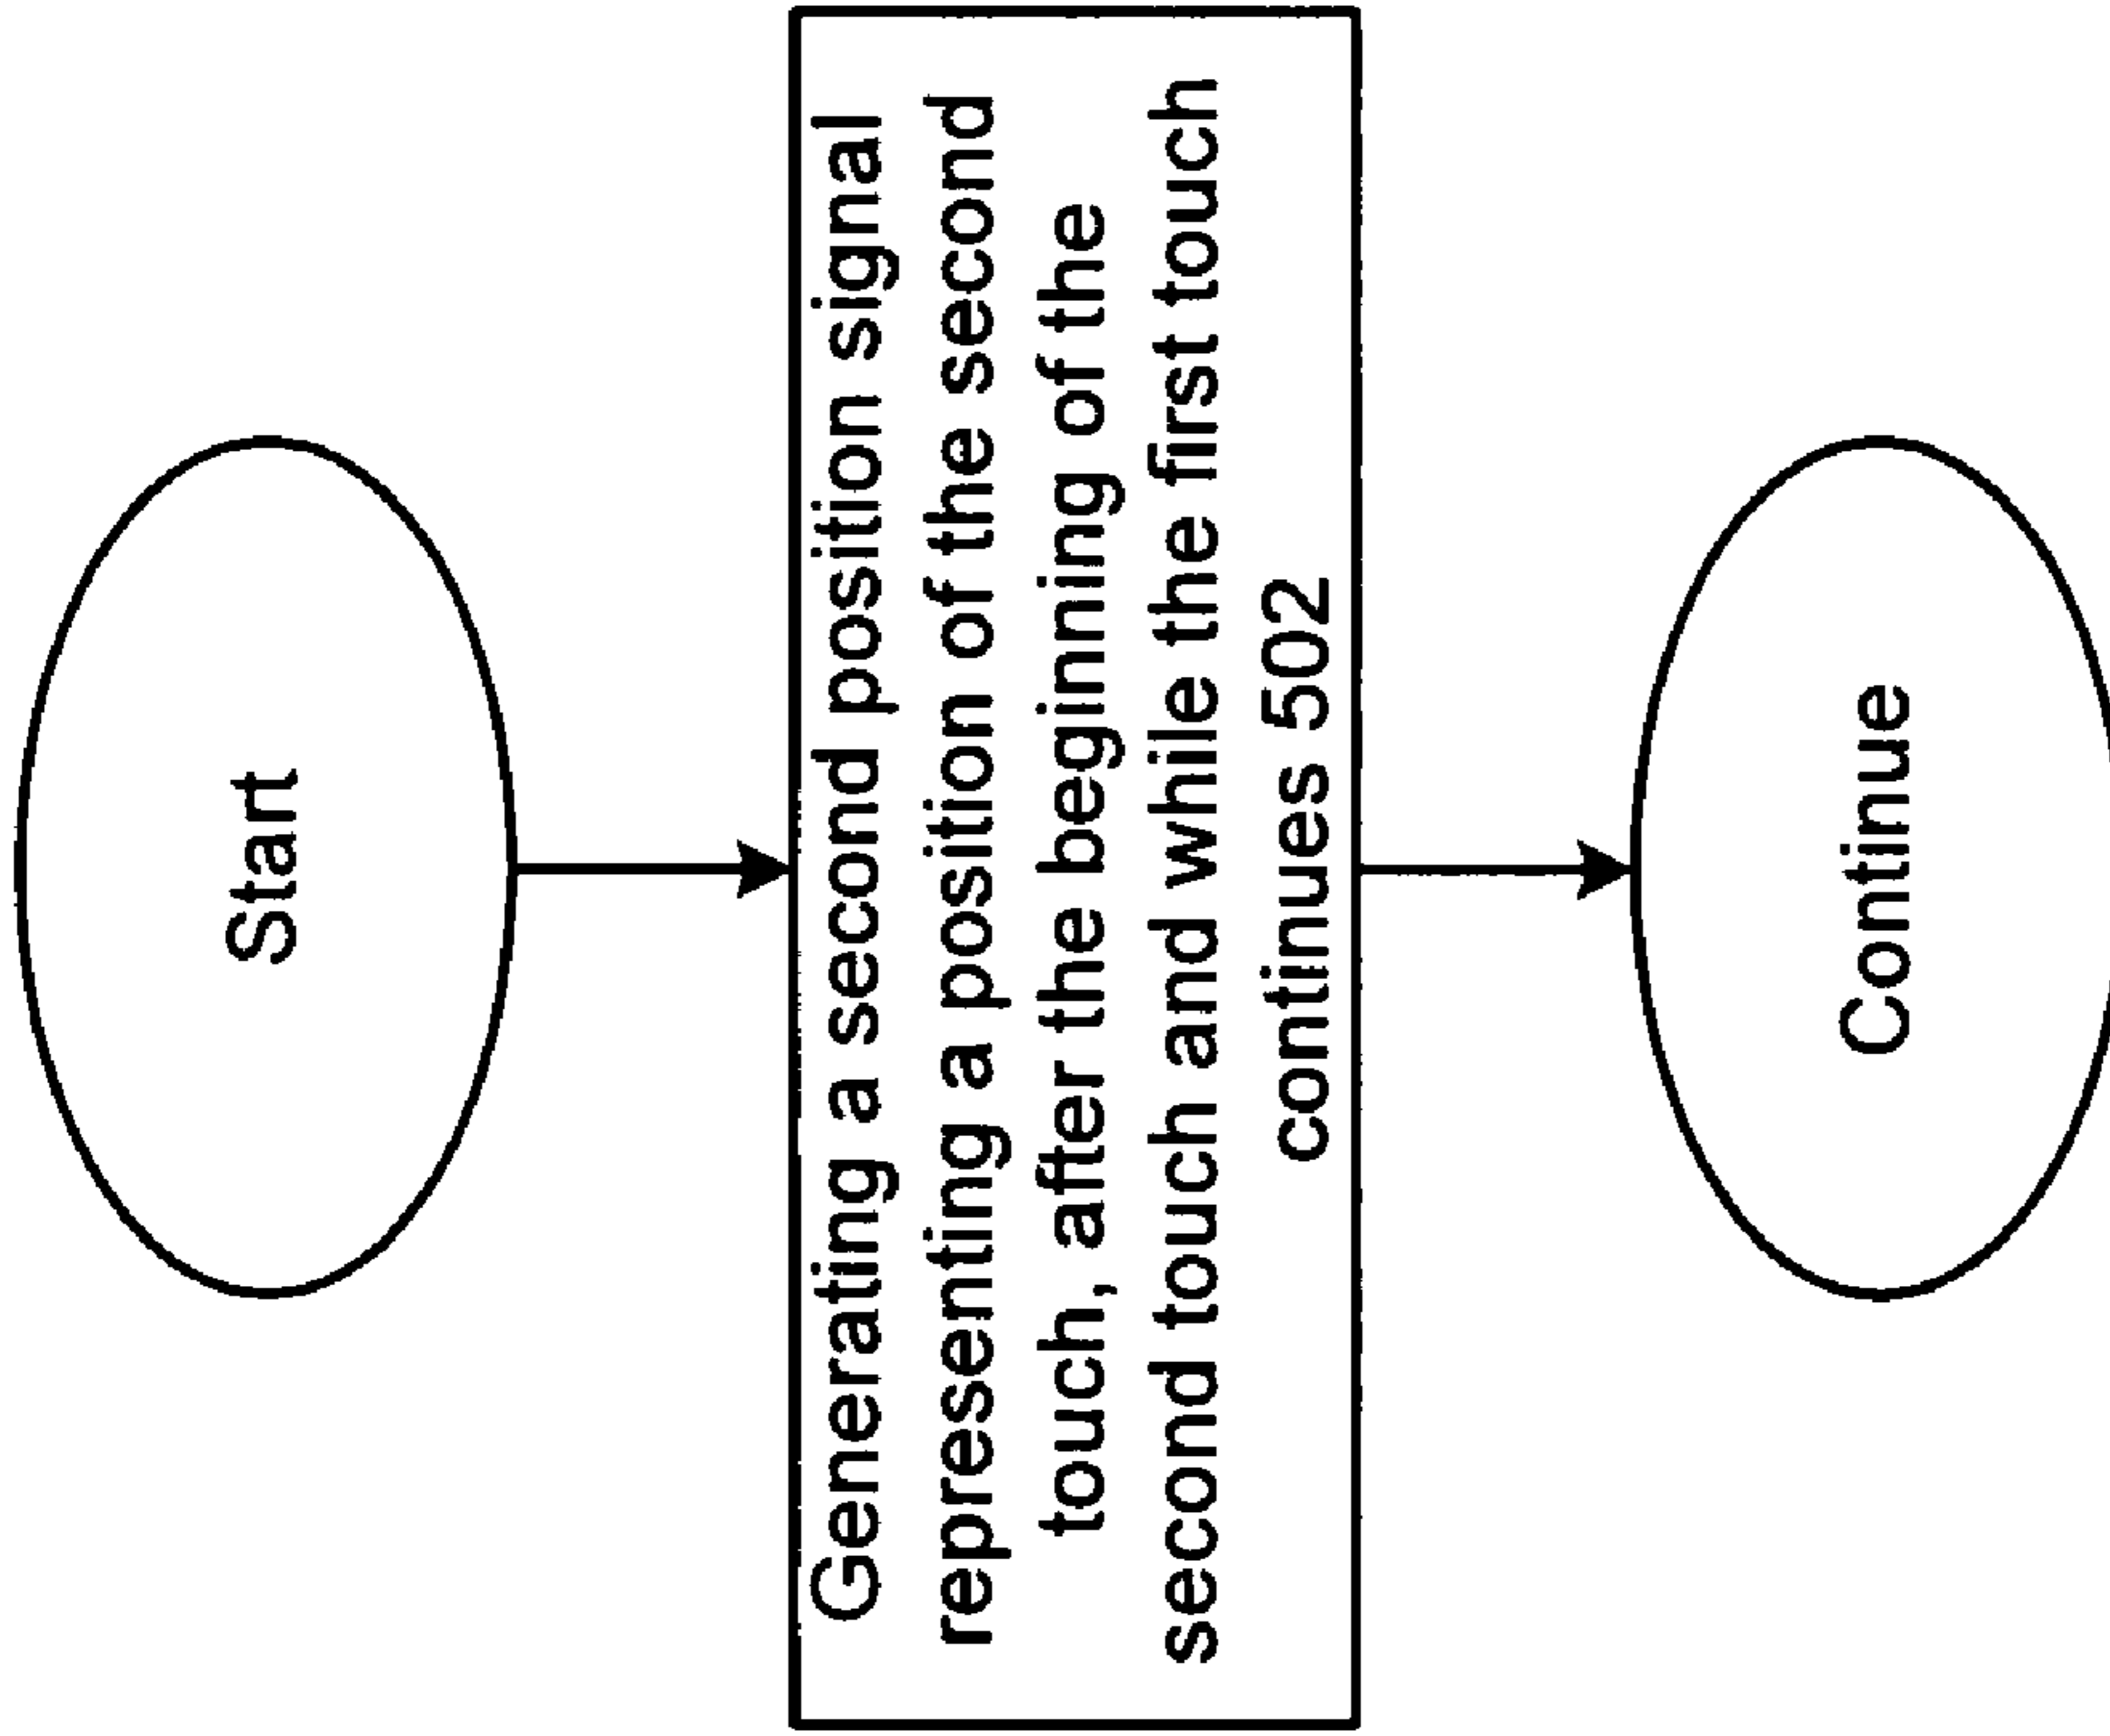 Start
Generating a second position signal
representing a position of the second
touch, after the beginning of the
second touch and while the first touch
continues 502
Continue